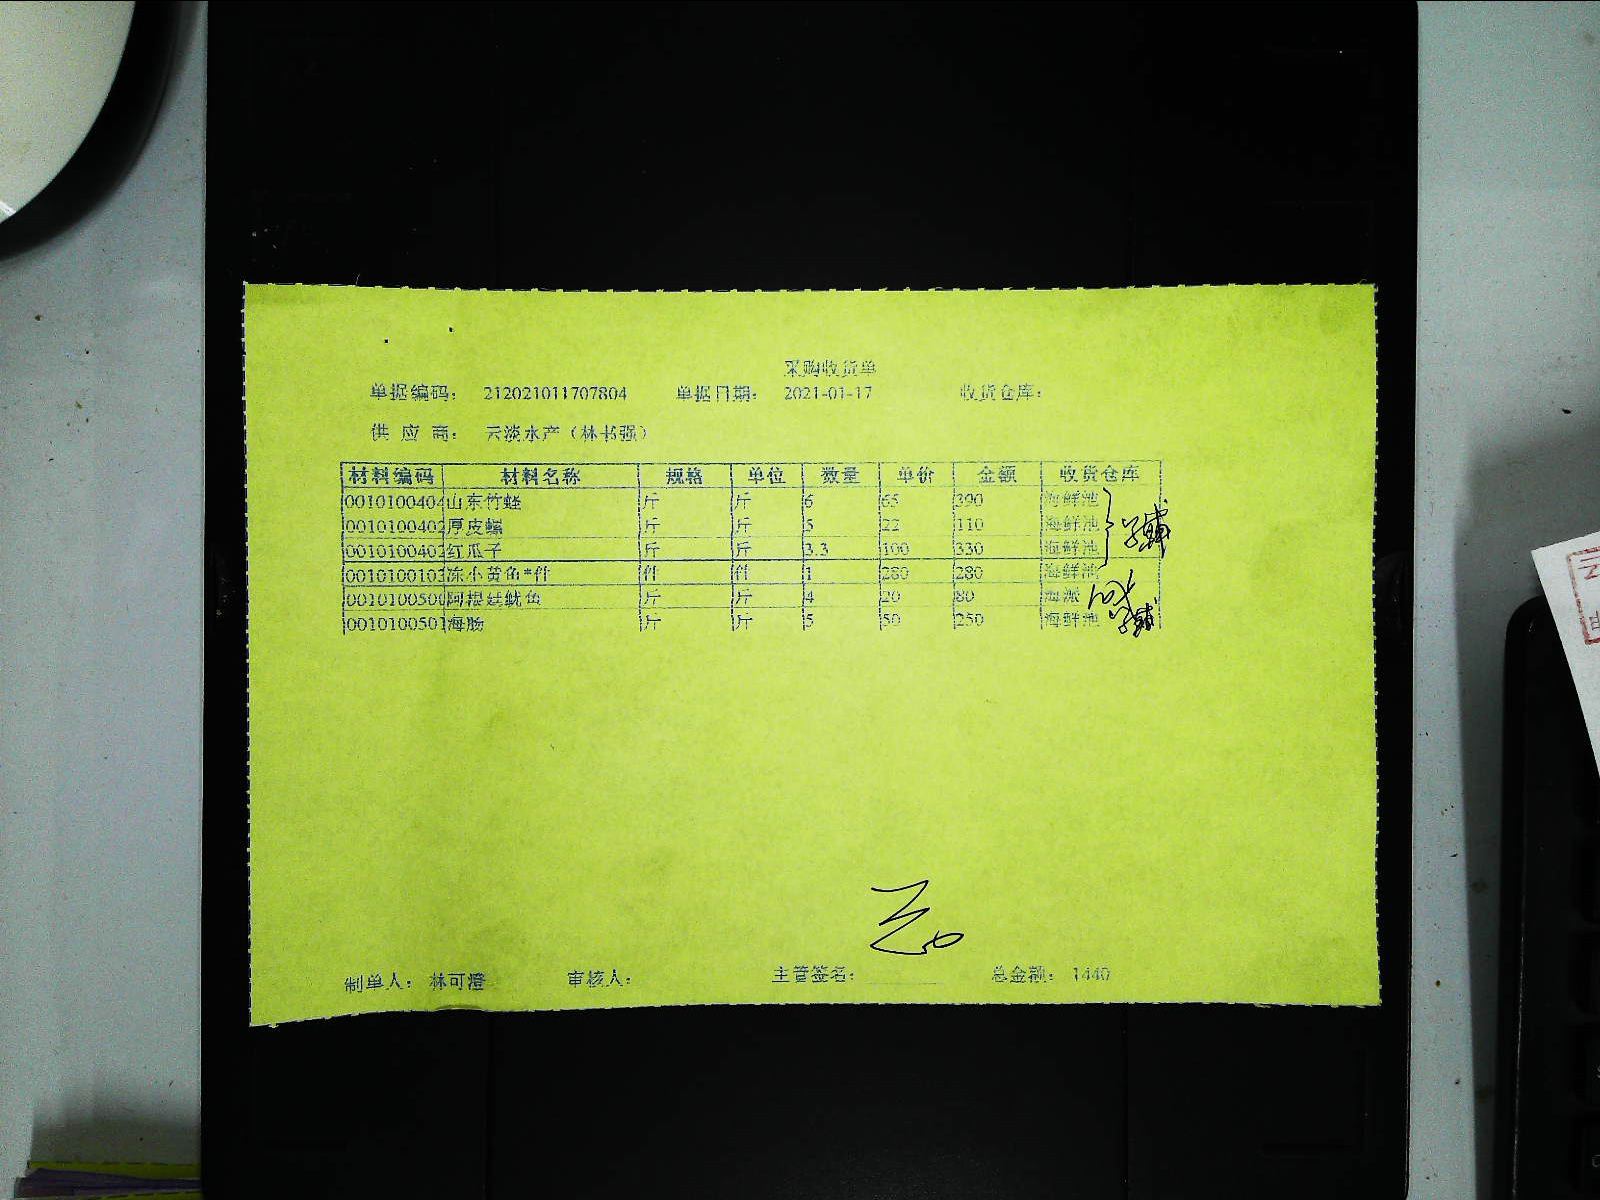 采购收货单
单据编码： 212021011707804 单据日期： 2021-01-17 收货仓库：
供 应 商： 云淡水产（林书强）
材料编码 材料名称 规格 单位 数量 单价 金额 收货仓库
0010100404 山东竹蛏 斤 斤 6 65 390 海鲜池
0010100402 厚皮螺 斤 斤 5 22 110 海鲜池
0010100403 红瓜子 斤 斤 3.3 100 330 海鲜池
0010100103 冻小黄鱼*件 件 件 1 280 280 海鲜池
0010100500 阿根廷鱿鱼 斤 斤 4 20 80 海派
0010100501 海肠 斤 斤 5 50 250 海鲜池
制单人： 林可澄 审核人： 主管签名： 总金额： 1440